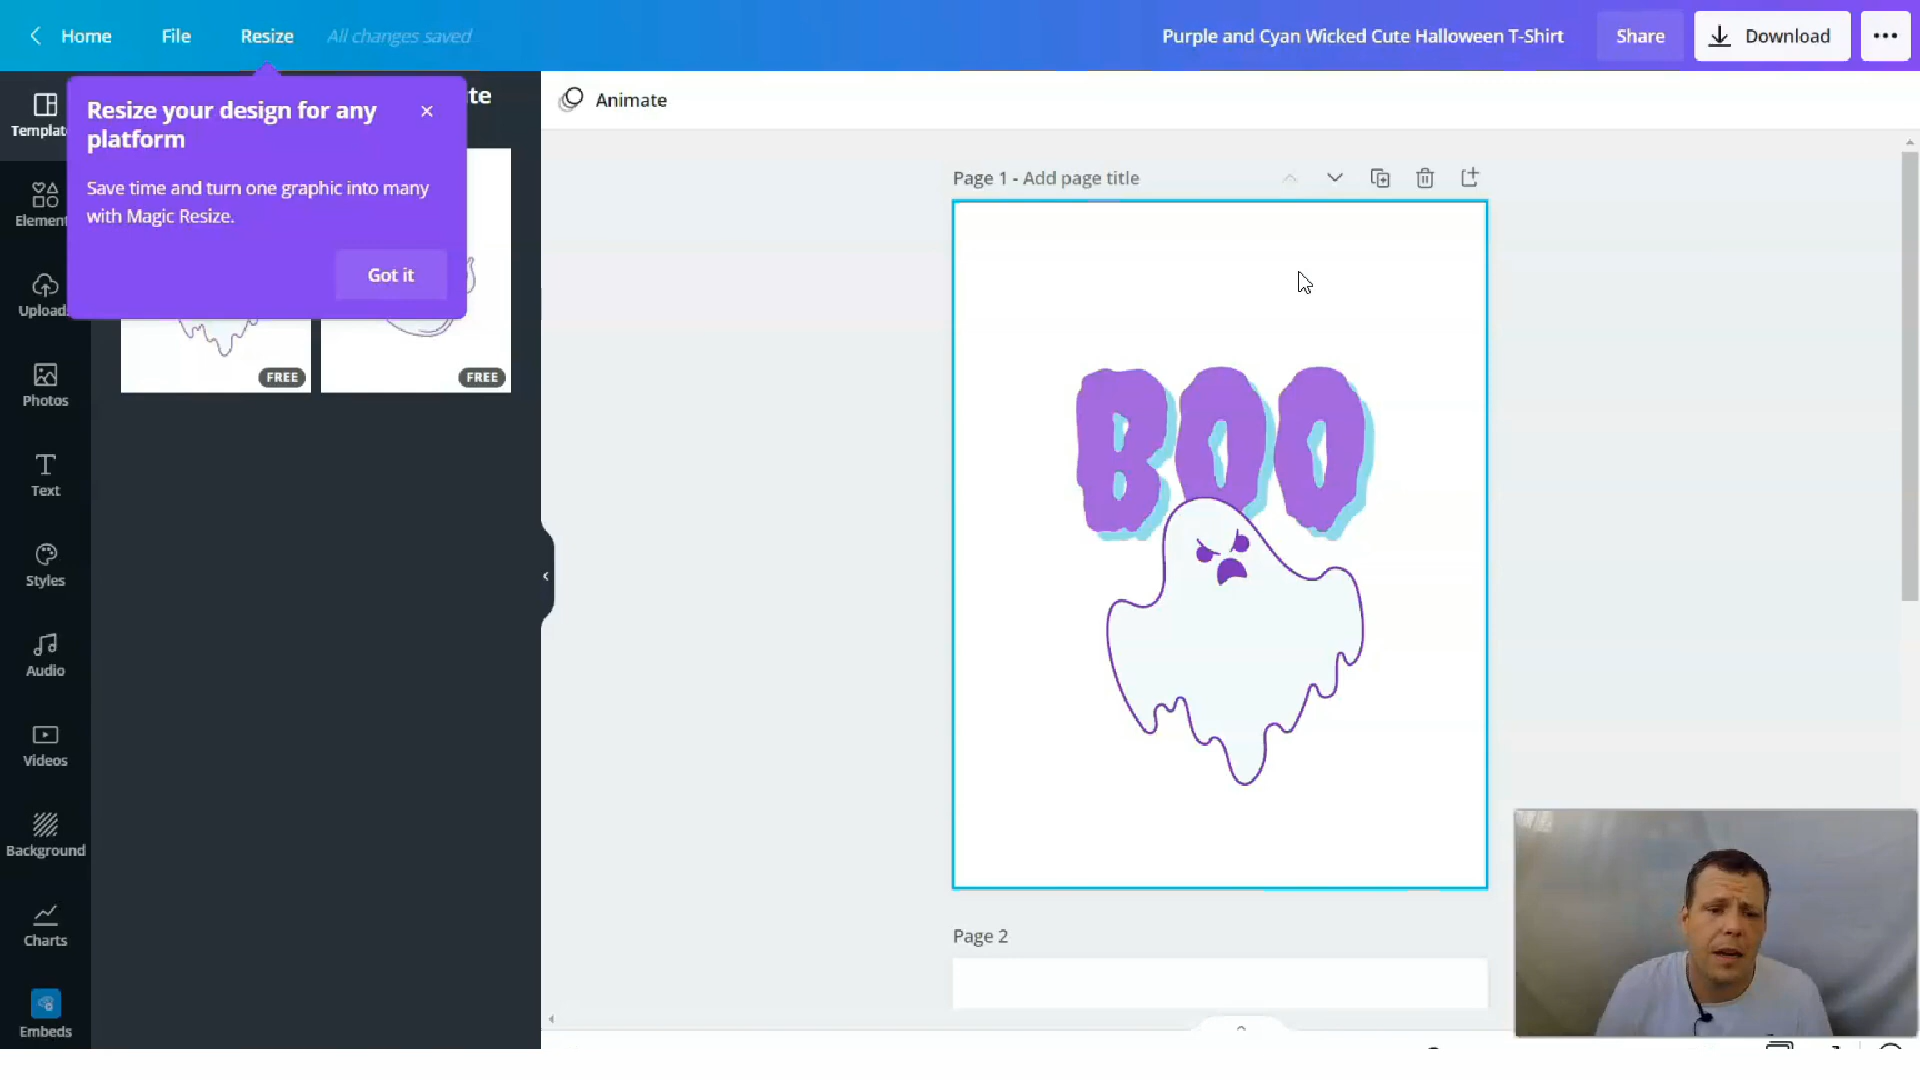 Home File Resize All changes saved Purple and Cyan Wicked Cute Halloween T-Shirt Share Download
Resize your design for any
platform
Save time and turn one graphic into many
with Magic Resize.
Got it
te
Templat
Element
Upload
Photos
Text
Styles
Audio
Videos
Background
Charts
Embeds
FREE FREE
Animate
Page 1 - Add page title
BOO
Page 2